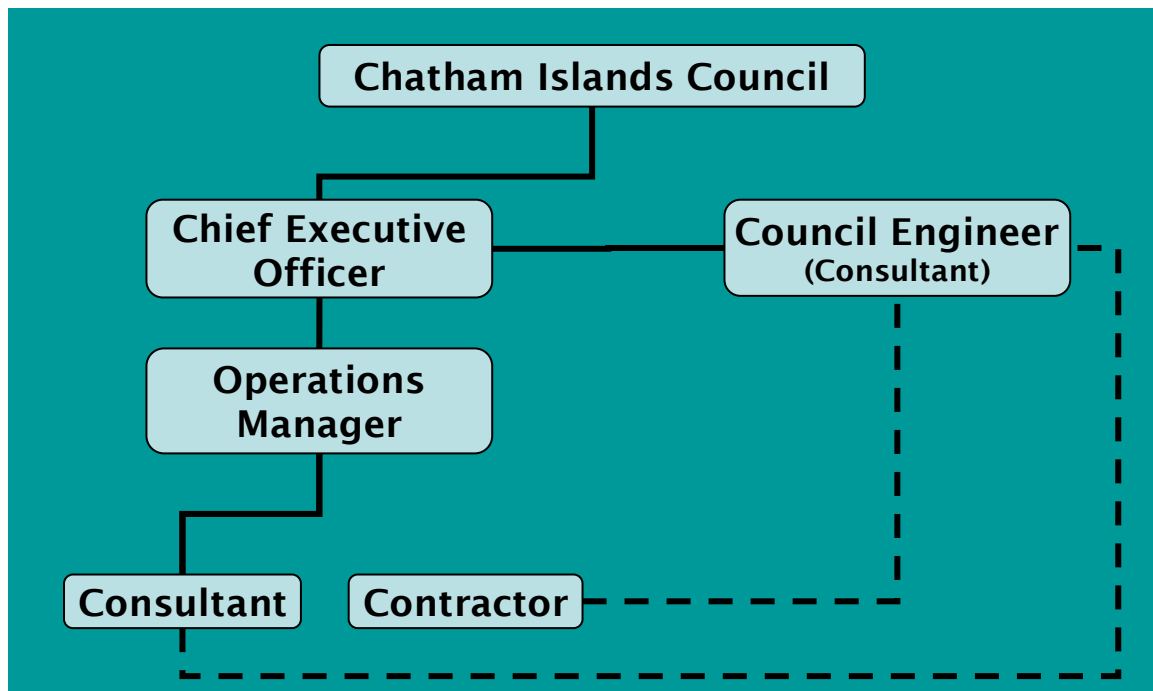 Chatham Islands Council
Chief Executive
Officer
Council Engineer
(Consultant)
Operations
Manager
Consultant
Contractor